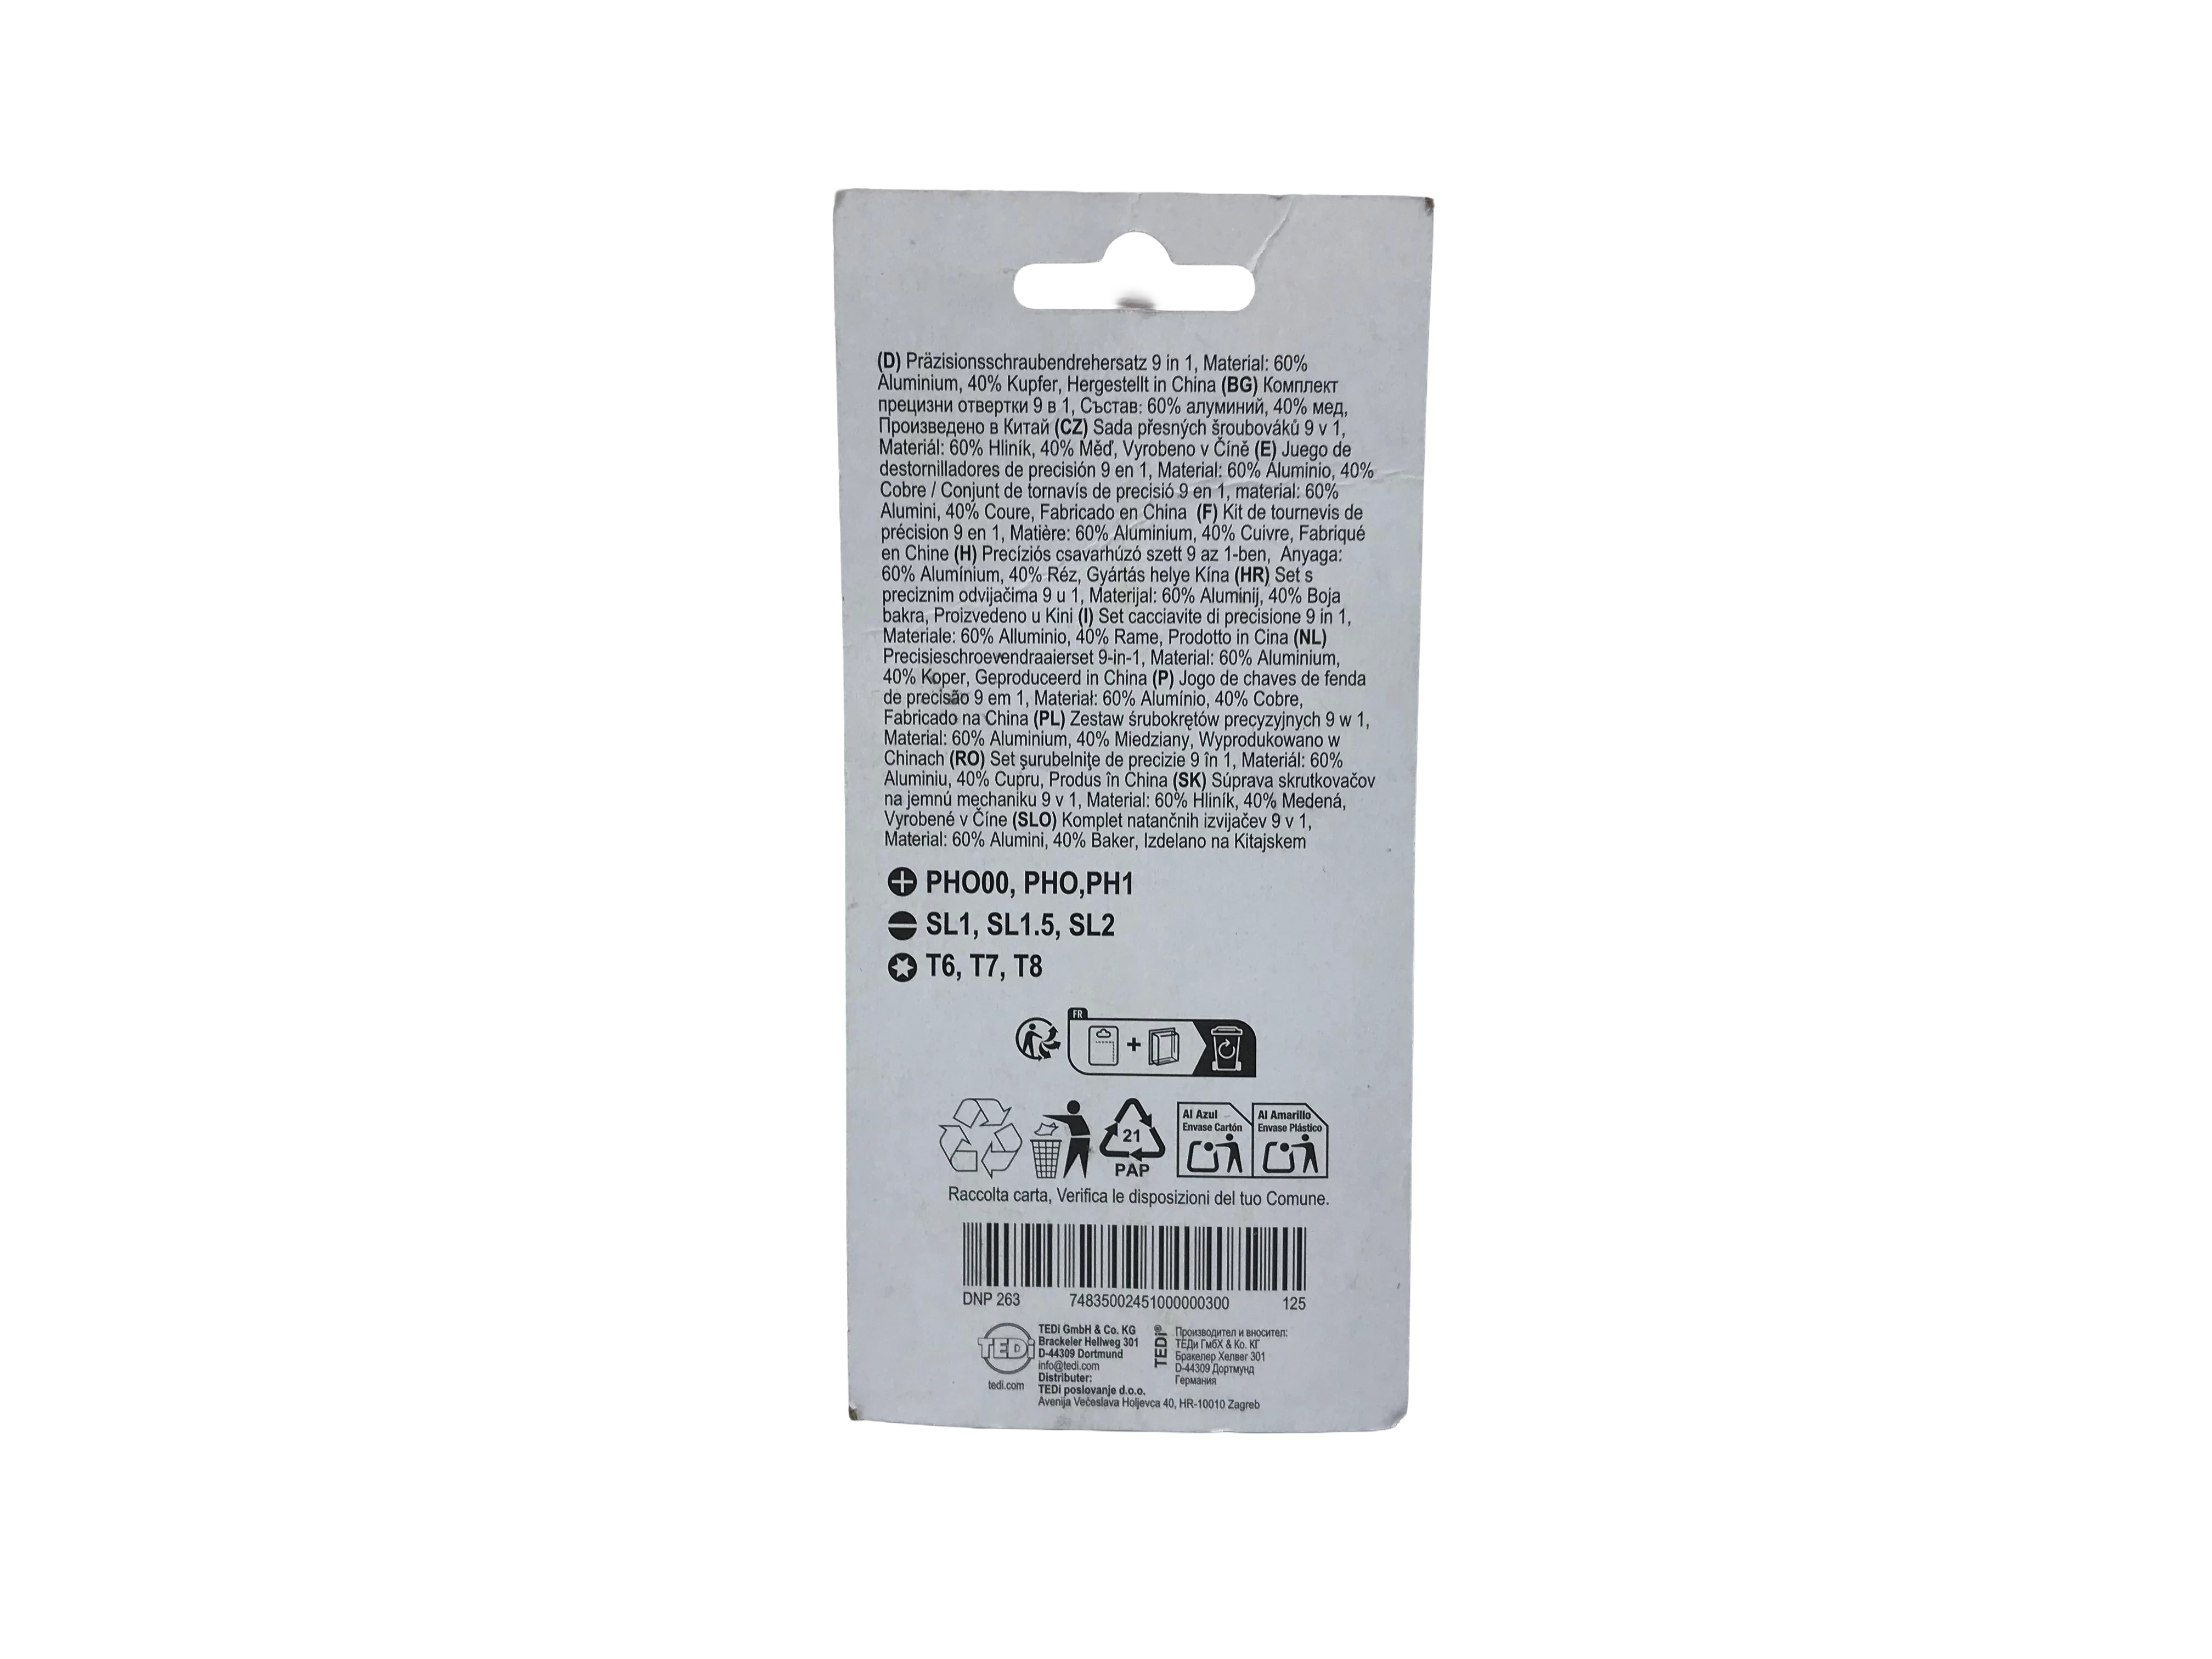 (D) Präzisionsschraubendrehersatz 9 in 1, Material: 60%
Aluminium, 40% Kupfer, Hergestellt in China (BG) Комплект
прецизни отвертки 9 в 1, Състав: 60% алуминий, 40% мед,
Произведено в Китай (CZ) Sada přesných šroubováků 9 v 1,
Materiál: 60% Hliník, 40% Měď, Vyrobeno v Číně (E) Juego de
destornilladores de precisión 9 en 1, Material: 60% Aluminio, 40%
Cobre / Conjunt de tornavís de precisió 9 en 1, material: 60%
Alumini, 40% Coure, Fabricado en China (F) Kit de tournevis de
précision 9 en 1, Matière: 60% Aluminium, 40% Cuivre, Fabriqué
en Chine (H) Precíziós csavarhúzó szett 9 az 1-ben, Anyaga:
60% Alumínium, 40% Réz, Gyártás helye Kína (HR) Set s
preciznim odvijačima 9 u 1, Materijal: 60% Aluminij, 40% Boja
bakra, Proizvedeno u Kini (I) Set cacciavite di precisione 9 in 1,
Materiale: 60% Alluminio, 40% Rame, Prodotto in Cina (NL)
Precisieschroevendraaierset 9-in-1, Material: 60% Aluminium,
40% Koper, Geproduceerd in China (P) Jogo de chaves de fenda
de precisão 9 em 1, Materiał: 60% Alumínio, 40% Cobre,
Fabricado na China (PL) Zestaw śrubokrętów precyzyjnych 9 w 1,
Material: 60% Aluminium, 40% Miedziany, Wyprodukowano w
Chinach (RO) Set şurubelniţe de precizie 9 în 1, Materiál: 60%
Aluminiu, 40% Cupru, Produs în China (SK) Súprava skrutkovačov
na jemnú mechaniku 9 v 1, Material: 60% Hliník, 40% Medená,
Vyrobené v Číne (SLO) Komplet natančnih izvijačev 9 v 1,
Material: 60% Alumini, 40% Baker, Izdelano na Kitajskem
PHO00, PHO,PH1
SL1, SL1.5, SL2
T6, T7, T8
FR
21
PAP
Al Azul
Envase Cartón
Al Amarillo
Envase Plástico
Raccolta carta, Verifica le disposizioni del tuo Comune.
DNP 263 74835002451000000300 125
TEDi
tedi.com
TEDi GmbH & Co. KG
Brackeler Hellweg 301
D-44309 Dortmund
info@tedi.com
Distributer:
TEDi poslovanje d.o.o.
Avenija Većeslava Holjevca 40, HR-10010 Zagreb
TEDi®
Производител и вносител:
ТЕДи ГмбХ & Ко. КГ
Бракелер Хелвег 301
D-44309 Дортмунд
Германия